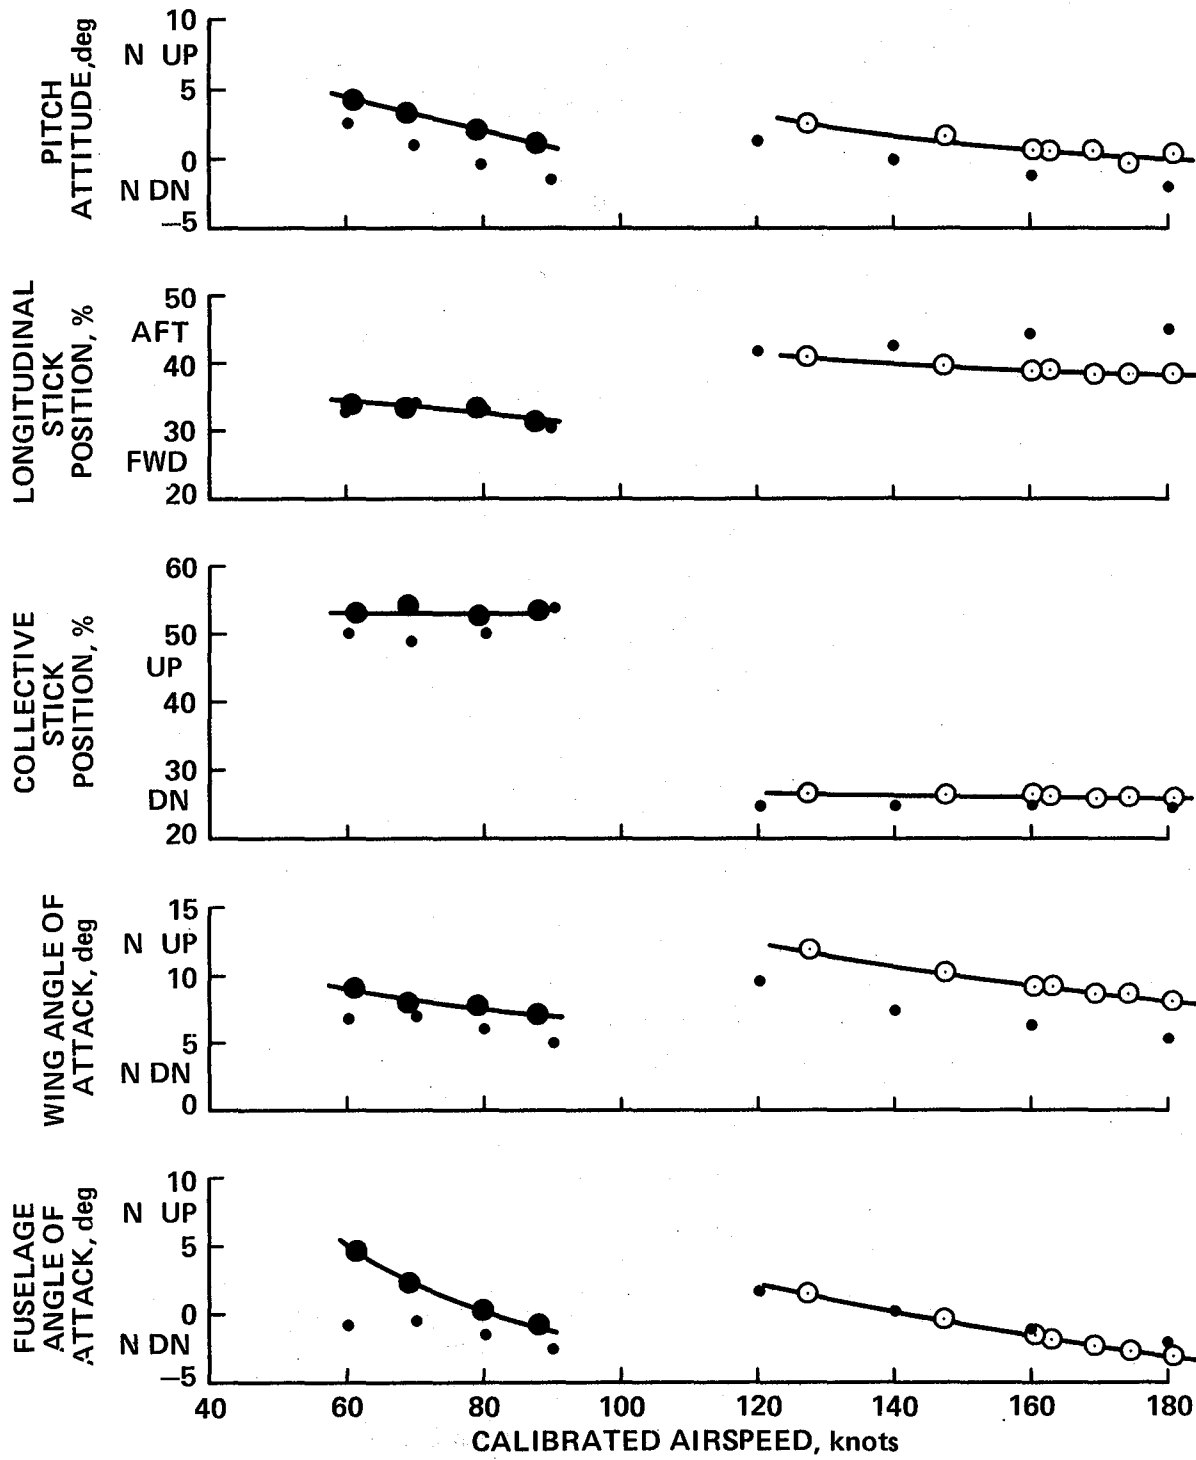 PITCH
ATTITUDE, deg
10
N UP
5
0
N DN
−5
LONGITUDINAL
STICK
POSITION, %
50
AFT
40
30
FWD
20
COLLECTIVE
STICK
POSITION, %
60
50
UP
40
30
DN
20
WING ANGLE OF
ATTACK, deg
15
N UP
10
5
N DN
0
FUSELAGE
ANGLE OF
ATTACK, deg
10
N UP
5
0
N DN
−5
40 60 80 100 120 140 160 180
CALIBRATED AIRSPEED, knots